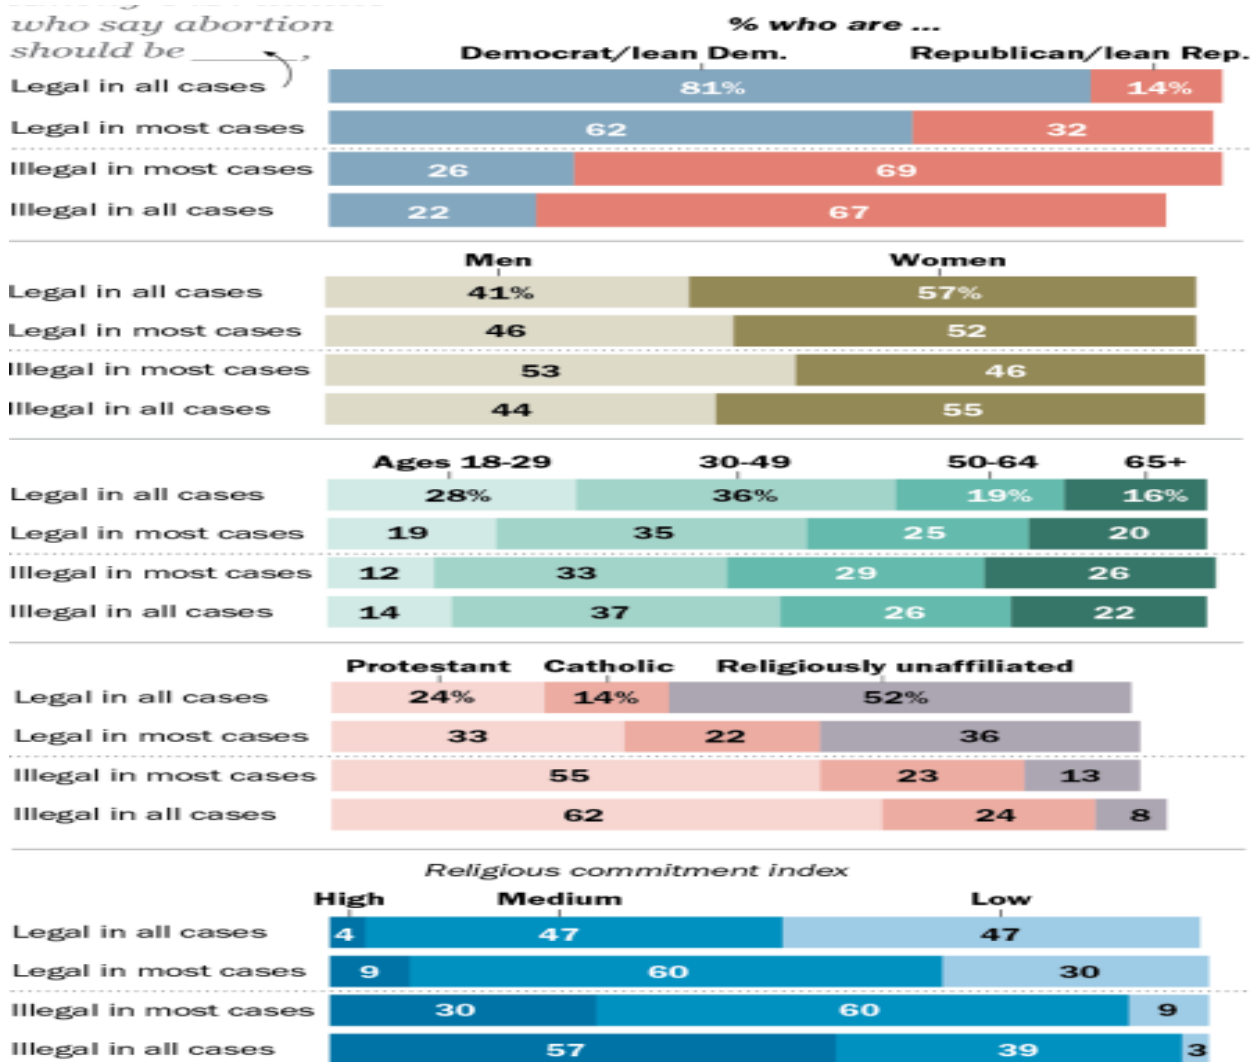 who say abortion
should be ______,
% who are ...
Democrat/lean Dem. Republican/lean Rep.
Legal in all cases 81% 14%
Legal in most cases 62 32
Illegal in most cases 26 69
Illegal in all cases 22 67
Men Women
Legal in all cases 41% 57%
Legal in most cases 46 52
Illegal in most cases 53 46
Illegal in all cases 44 55
Ages 18-29 30-49 50-64 65+
Legal in all cases 28% 36% 19% 16%
Legal in most cases 19 35 25 20
Illegal in most cases 12 33 29 26
Illegal in all cases 14 37 26 22
Protestant Catholic Religiously unaffiliated
Legal in all cases 24% 14% 52%
Legal in most cases 33 22 36
Illegal in most cases 55 23 13
Illegal in all cases 62 24 8
Religious commitment index
High Medium Low
Legal in all cases 4 47 47
Legal in most cases 9 60 30
Illegal in most cases 30 60 9
Illegal in all cases 57 39 3